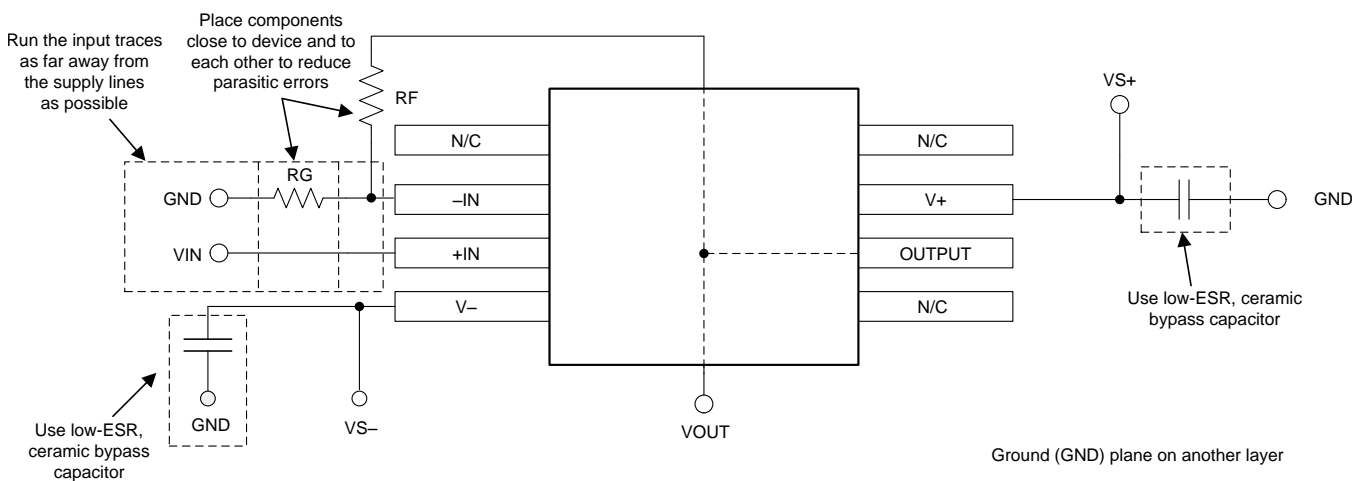 Place components
close to device and to
each other to reduce
parasitic errors
Run the input traces
as far away from
the supply lines
as possible
RF
VS+
N/C
N/C
RG
GND
–IN
V+
GND
VIN
+IN
OUTPUT
V–
N/C
Use low-ESR, ceramic
bypass capacitor
GND
VS–
VOUT
Use low-ESR,
ceramic bypass
capacitor
Ground (GND) plane on another layer